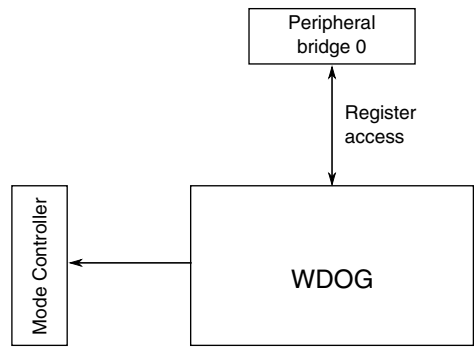 Peripheral
bridge 0
Register
access
Mode Controller
WDOG